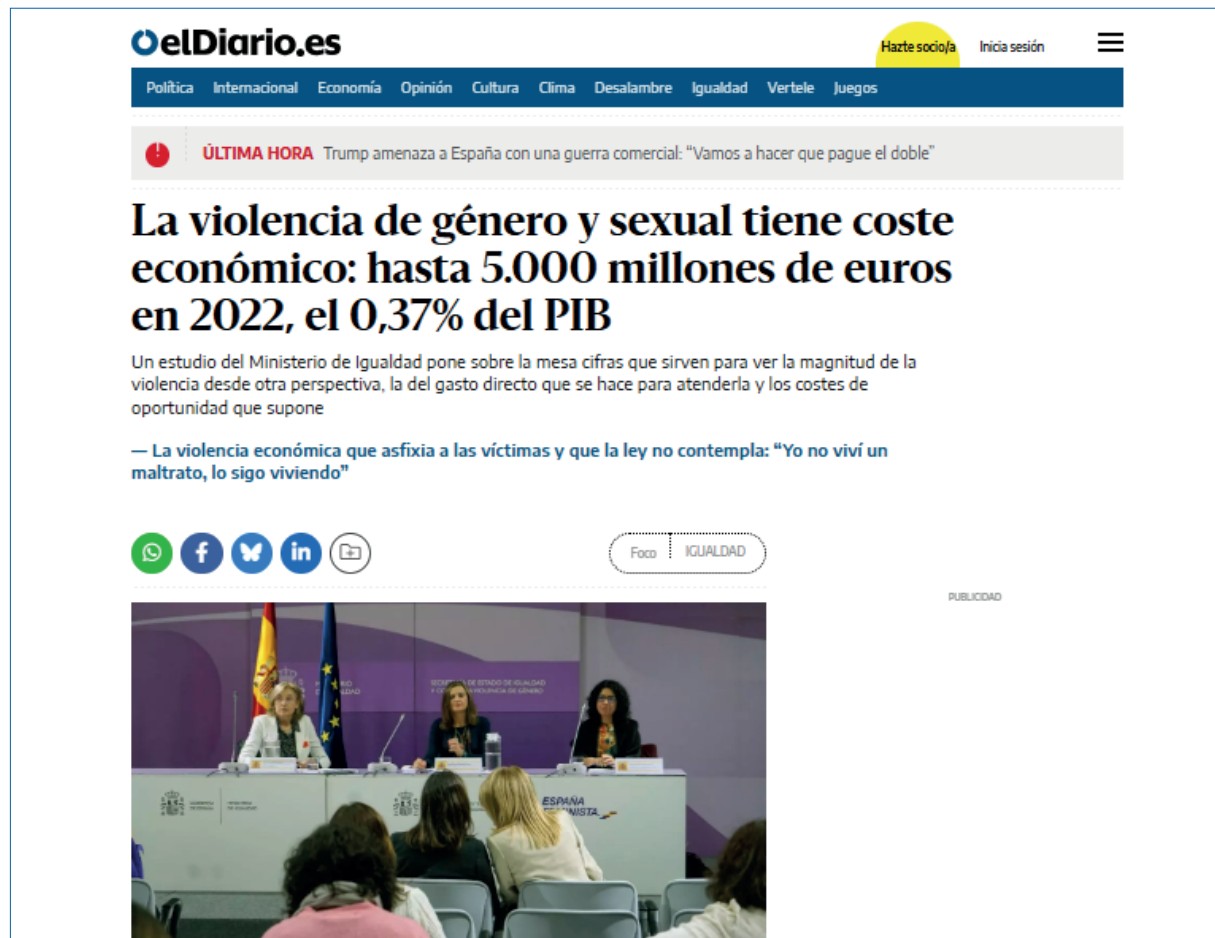 elDiario.es
Hazte socio/a
Inicia sesión
Política Internacional Economía Opinión Cultura Clima Desalambre Igualdad Vertele Juegos
ÚLTIMA HORA Trump amenaza a España con una guerra comercial: “Vamos a hacer que pague el doble”
La violencia de género y sexual tiene coste
económico: hasta 5.000 millones de euros
en 2022, el 0,37% del PIB
Un estudio del Ministerio de Igualdad pone sobre la mesa cifras que sirven para ver la magnitud de la
violencia desde otra perspectiva, la del gasto directo que se hace para atenderla y los costes de
oportunidad que supone
— La violencia económica que asfixia a las víctimas y que la ley no contempla: “Yo no viví un
maltrato, lo sigo viviendo”
Foco IGUALDAD
PUBLICIDAD
SECRETARÍA DE ESTADO DE IGUALDAD
ESPAÑA